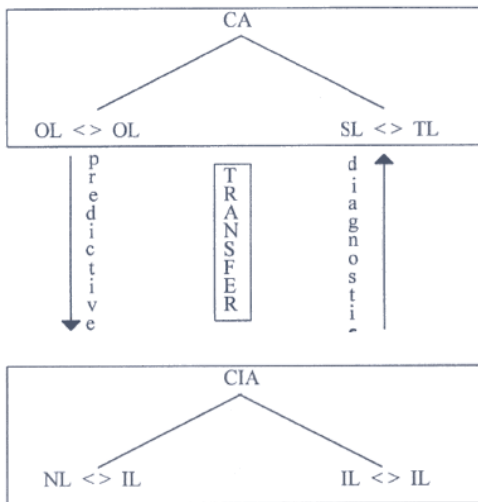 CA
OL < > OL
SL < > TL
predictive
TRANSFER
diagnostic
CIA
NL < > IL
IL < > IL